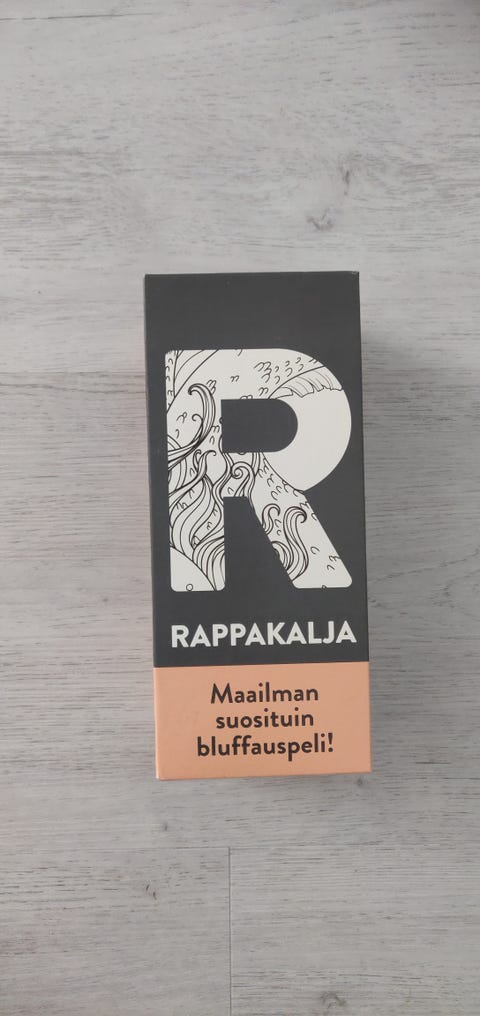 R
RAPPAKALJA
Maailman
suosituin
bluffauspeli!